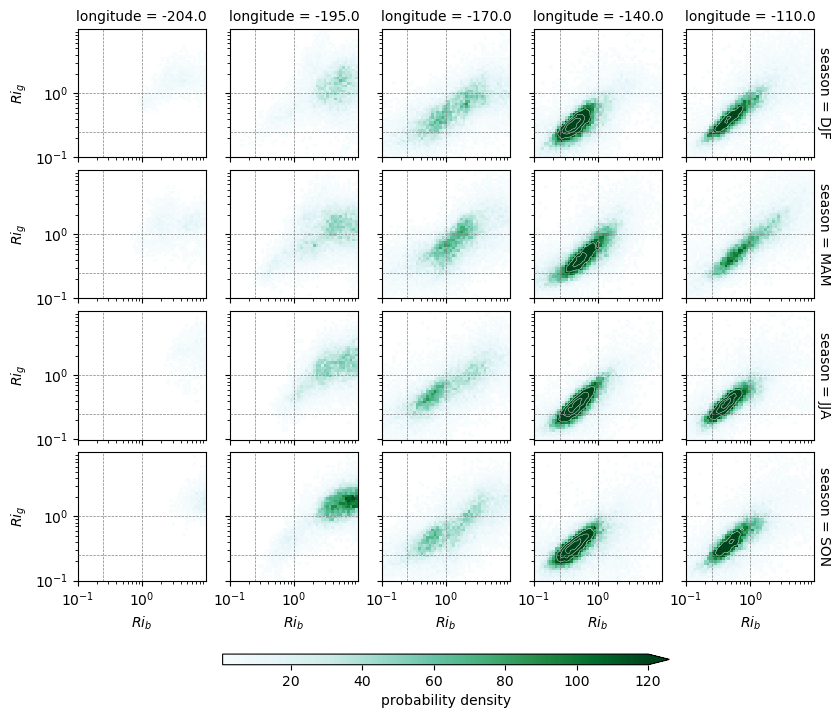 longitude = -204.0 longitude = -195.0 longitude = -170.0 longitude = -140.0 longitude = -110.0
Ri_g 10^0 10^-1 season = DJF
Ri_g 10^0 10^-1 season = MAM
Ri_g 10^0 10^-1 season = JJA
Ri_g 10^0 10^-1 season = SON
10^-1 10^0 10^-1 10^0 10^-1 10^0 10^-1 10^0 10^-1 10^0
Ri_b Ri_b Ri_b Ri_b Ri_b
20 40 60 80 100 120
probability density